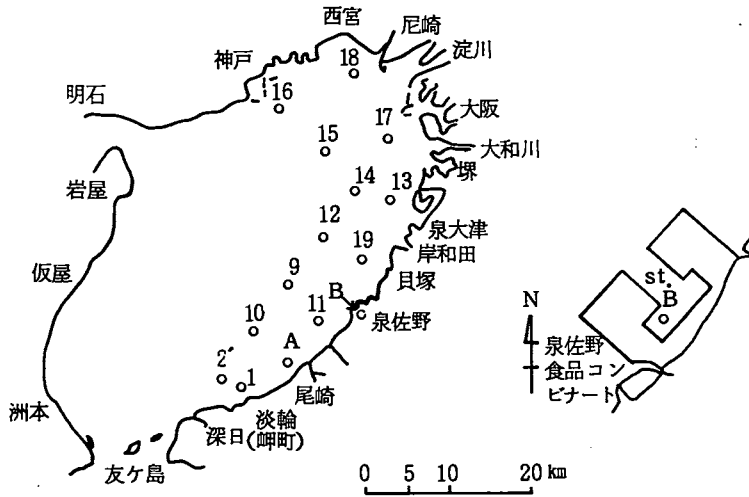 西宮
尼崎
淀川
神戸
18
明石
16
大阪
17
大和川
15
堺
岩屋
14
13
12
泉大津
19
岸和田
仮屋
9
貝塚
B
st.
B
10
11
泉佐野
N
A
泉佐野
2′
1
尾崎
食品コン
ビナート
洲本
淡輪
深日(岬町)
友ケ島
0 5 10 20 km